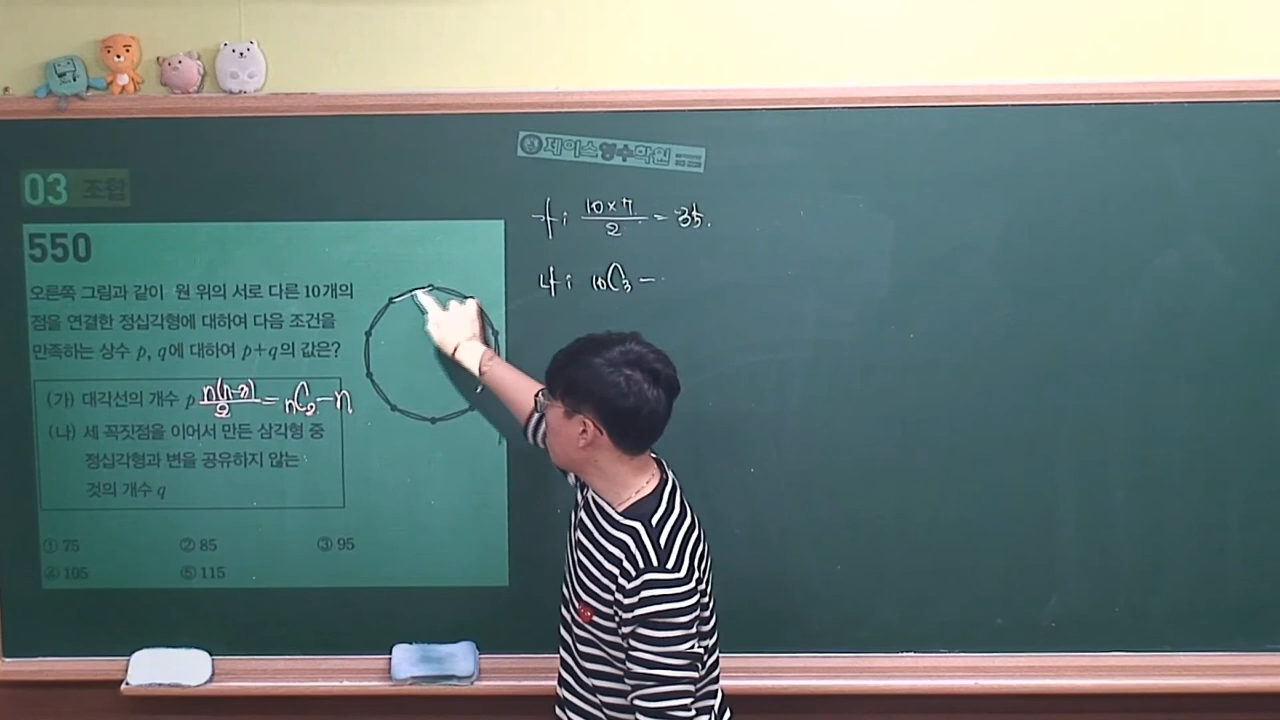 제이스영수학원
03 조합
550
오른쪽 그림과 같이 원 위의 서로 다른 10개의
점을 연결한 정십각형에 대하여 다음 조건을
만족하는 상수 p, q에 대하여 p+q의 값은?
(가) 대각선의 개수 p n(n-3)/2 = nC2-n
(나) 세 꼭짓점을 이어서 만든 삼각형 중
정십각형과 변을 공유하지 않는
것의 개수 q
① 75 ② 85 ③ 95
④ 105 ⑤ 115
가: 10×7/2 = 35.
나: 10C3 -